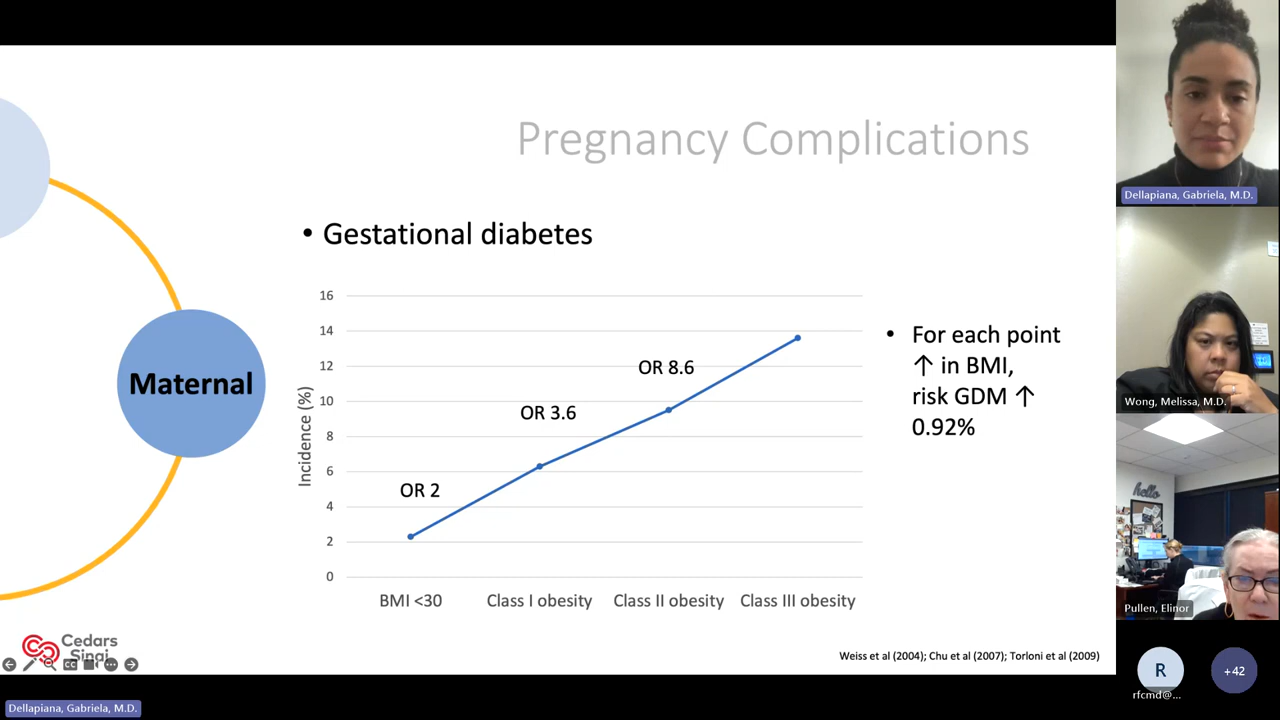 Pregnancy Complications
• Gestational diabetes
Maternal
Incidence (%)
16
14
12
10
8
6
4
2
0
OR 2
OR 3.6
OR 8.6
BMI <30
Class I obesity
Class II obesity
Class III obesity
• For each point
↑ in BMI,
risk GDM ↑
0.92%
Weiss et al (2004); Chu et al (2007); Torloni et al (2009)
Cedars
Sinai
CC
Dellapiana, Gabriela, M.D.
Dellapiana, Gabriela, M.D.
Wong, Melissa, M.D.
hello
Pullen, Elinor
R
rfcmd@...
+42